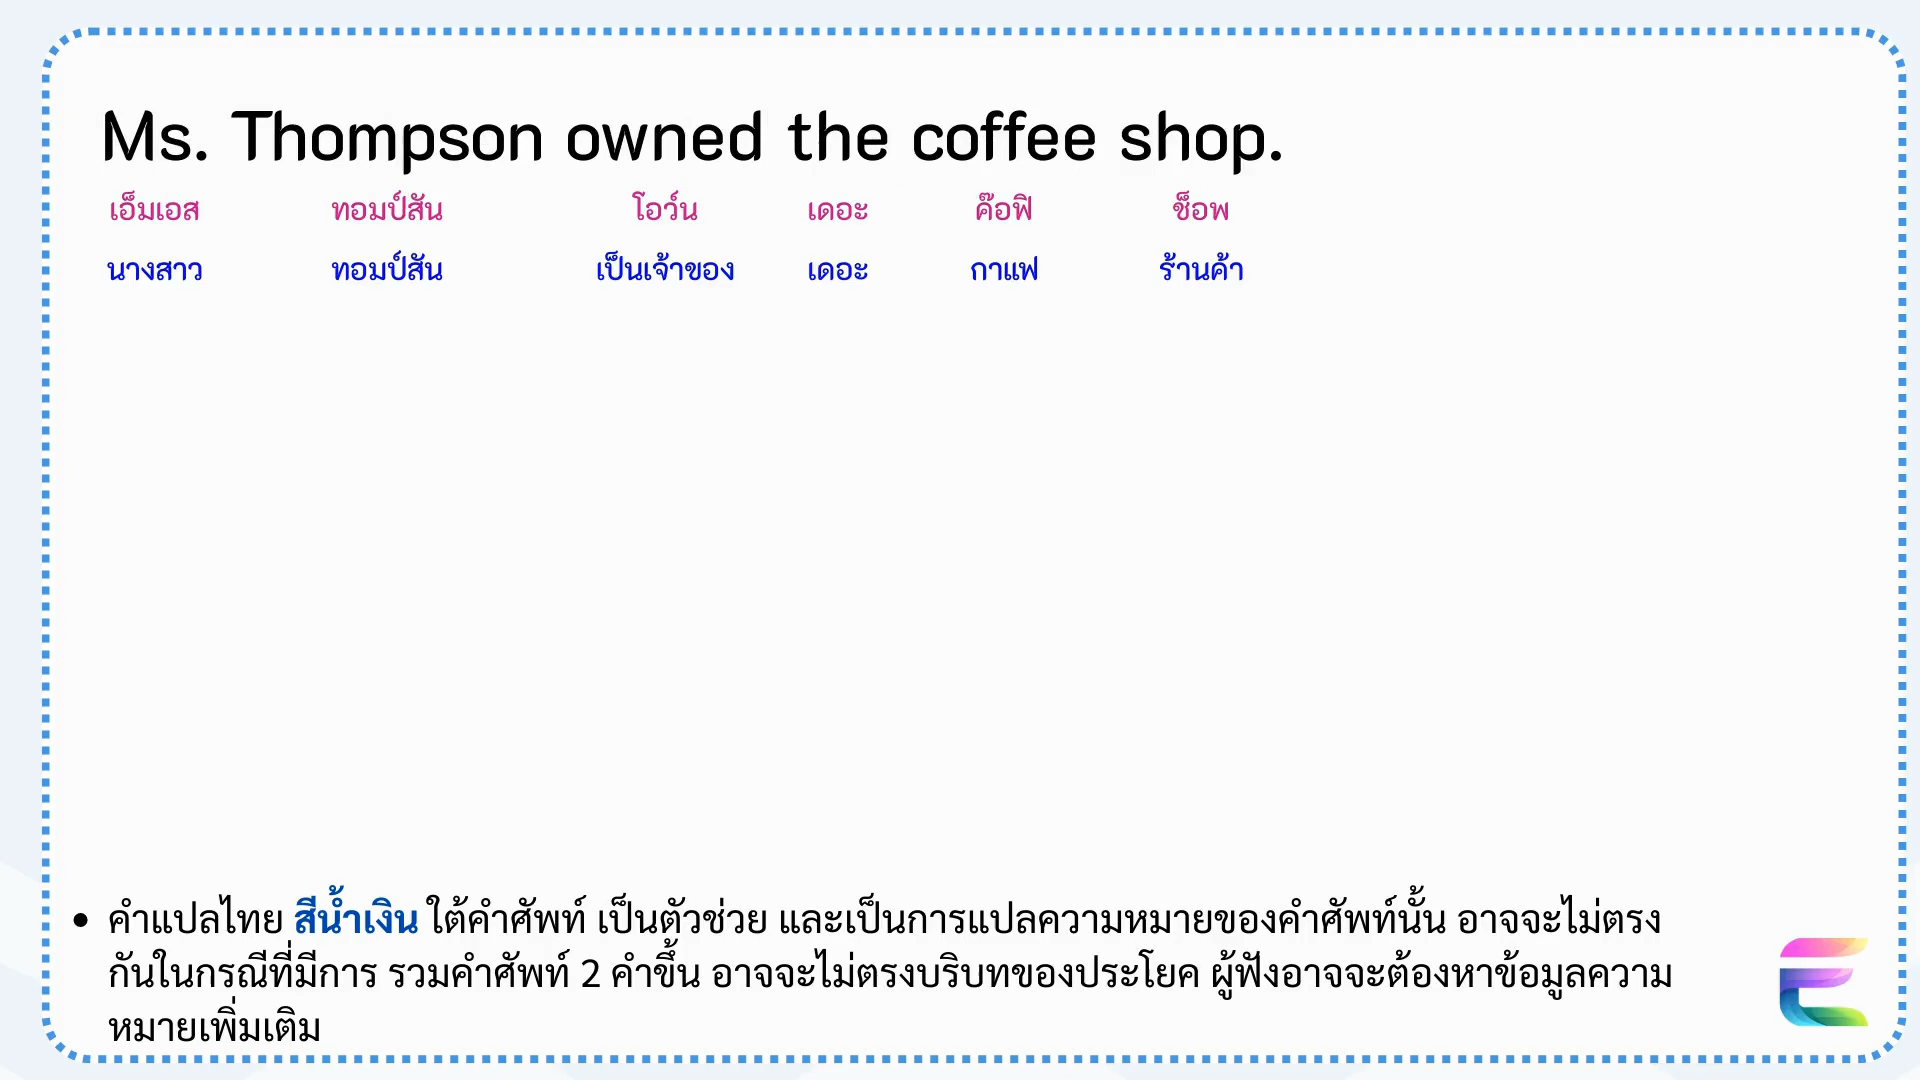 Ms. Thompson owned the coffee shop.
เอ็มเอส ทอมป์สัน โอว์น เดอะ ค๊อฟิ ช็อพ
นางสาว ทอมป์สัน เป็นเจ้าของ เดอะ กาแฟ ร้านค้า
• คำแปลไทย สีน้ำเงิน ใต้คำศัพท์ เป็นตัวช่วย และเป็นการแปลความหมายของคำศัพท์นั้น อาจจะไม่ตรง
กันในกรณีที่มีการ รวมคำศัพท์ 2 คำขึ้น อาจจะไม่ตรงบริบทของประโยค ผู้ฟังอาจจะต้องหาข้อมูลความ
หมายเพิ่มเติม